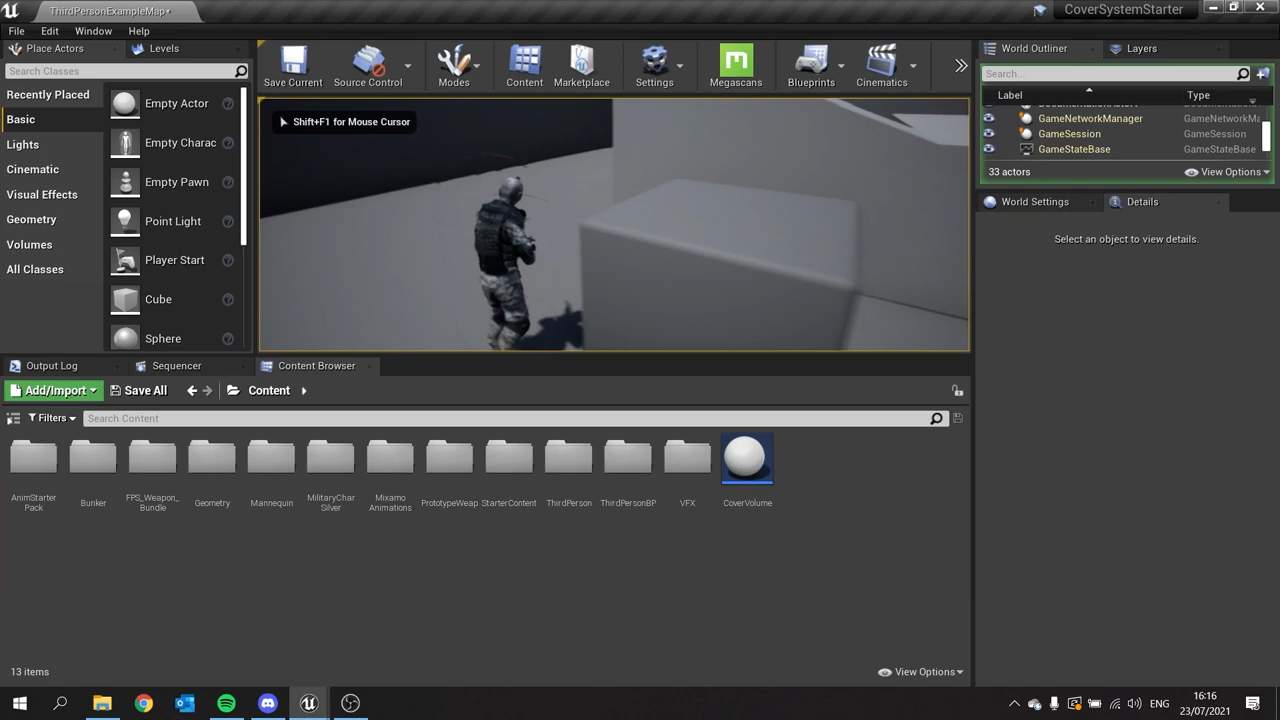 ThirdPersonExampleMap•
CoverSystemStarter
File Edit Window Help
Place Actors
Levels
Search Classes
Recently Placed
Basic
Lights
Cinematic
Visual Effects
Geometry
Volumes
All Classes
Empty Actor
Empty Charac
Empty Pawn
Point Light
Player Start
Cube
Sphere
Save Current
Source Control
Modes
Content
Marketplace
Settings
Megascans
Blueprints
Cinematics
Shift+F1 for Mouse Cursor
World Outliner
Layers
Search...
Label Type
GameNetworkManager GameNetworkMa
GameSession GameSession
GameStateBase GameStateBase
33 actors
View Options
World Settings
Details
Select an object to view details.
Output Log
Sequencer
Content Browser
Add/Import
Save All
Content
Filters
Search Content
AnimStarter
Pack
Bunker
FPS_Weapon_
Bundle
Geometry
Mannequin
MilitaryChar
Silver
Mixamo
Animations
PrototypeWeap
StarterContent
ThirdPerson
ThirdPersonBP
VFX
CoverVolume
13 items
View Options
ENG
16:16
23/07/2021